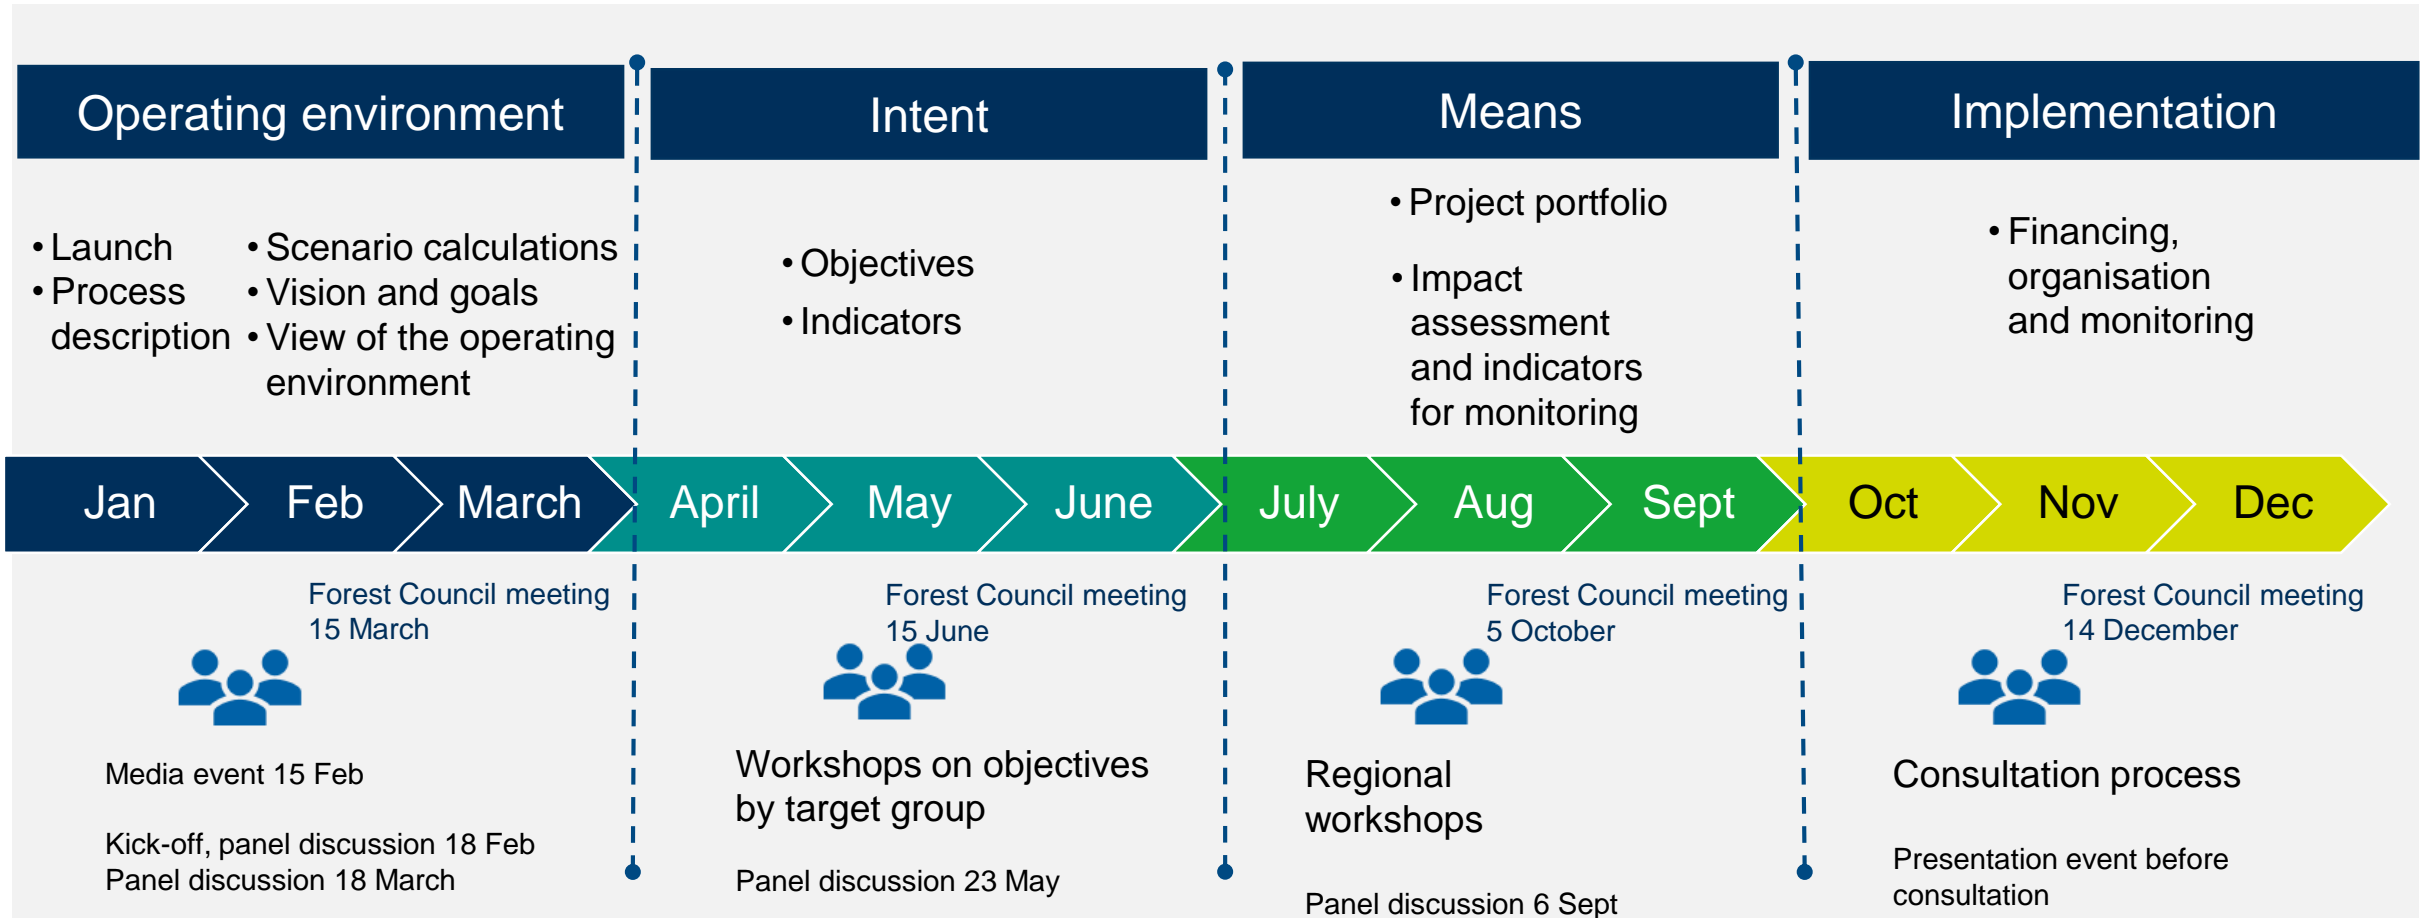 Operating environment
Intent
Means
Implementation
• Launch
• Process
description
• Scenario calculations
• Vision and goals
• View of the operating
environment
• Objectives
• Indicators
• Project portfolio
• Impact
assessment
and indicators
for monitoring
• Financing,
organisation
and monitoring
Jan
Feb
March
April
May
June
July
Aug
Sept
Oct
Nov
Dec
Forest Council meeting
15 March
Forest Council meeting
15 June
Forest Council meeting
5 October
Forest Council meeting
14 December
Media event 15 Feb
Kick-off, panel discussion 18 Feb
Panel discussion 18 March
Workshops on objectives
by target group
Panel discussion 23 May
Regional
workshops
Panel discussion 6 Sept
Consultation process
Presentation event before
consultation